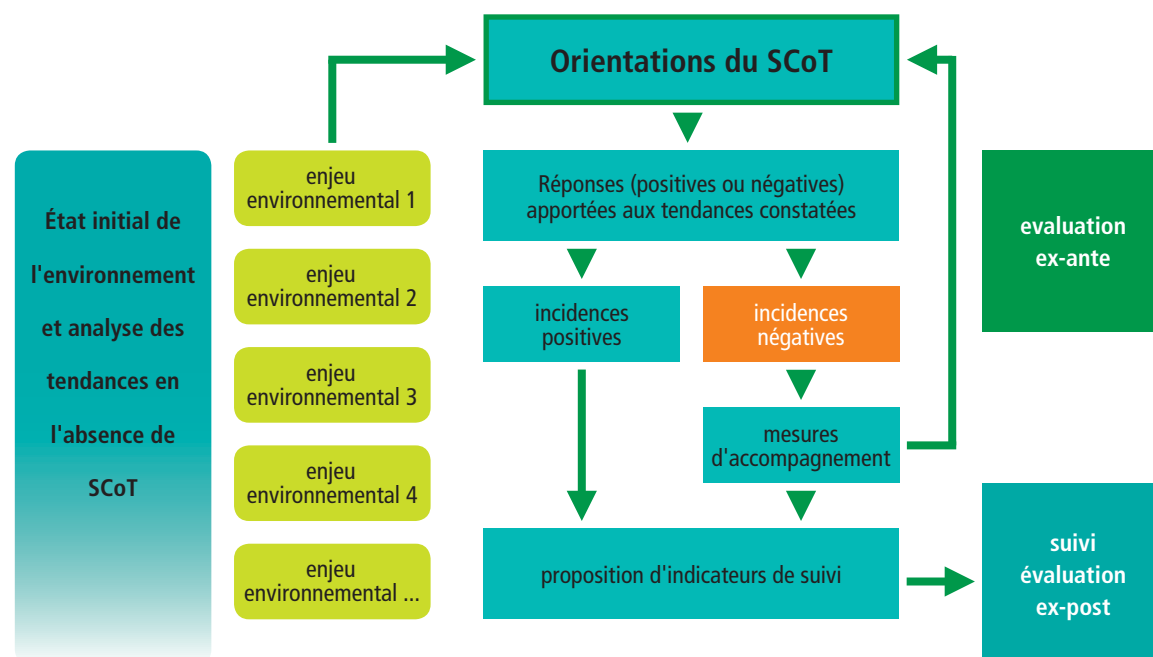 Orientations du SCoT
État initial de
l'environnement
et analyse des
tendances en
l'absence de
SCoT
enjeu
environnemental 1
enjeu
environnemental 2
enjeu
environnemental 3
enjeu
environnemental 4
enjeu
environnemental ...
Réponses (positives ou négatives)
apportées aux tendances constatées
incidences
positives
incidences
négatives
mesures
d'accompagnement
proposition d'indicateurs de suivi
evaluation
ex-ante
suivi
évaluation
ex-post